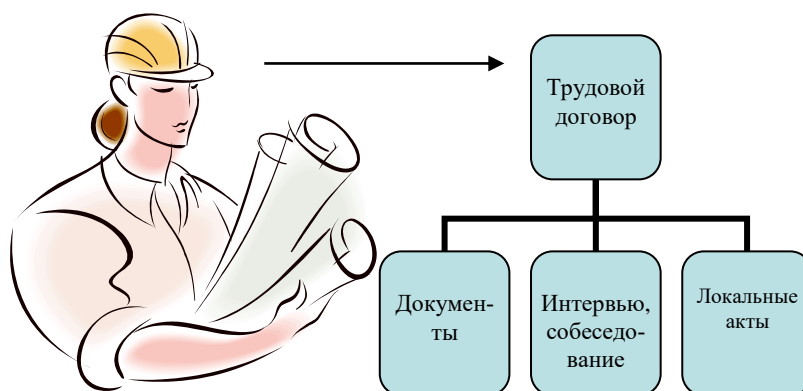 Трудовой
договор
Докумен-
ты
Интервью,
собеседо-
вание
Локальные
акты